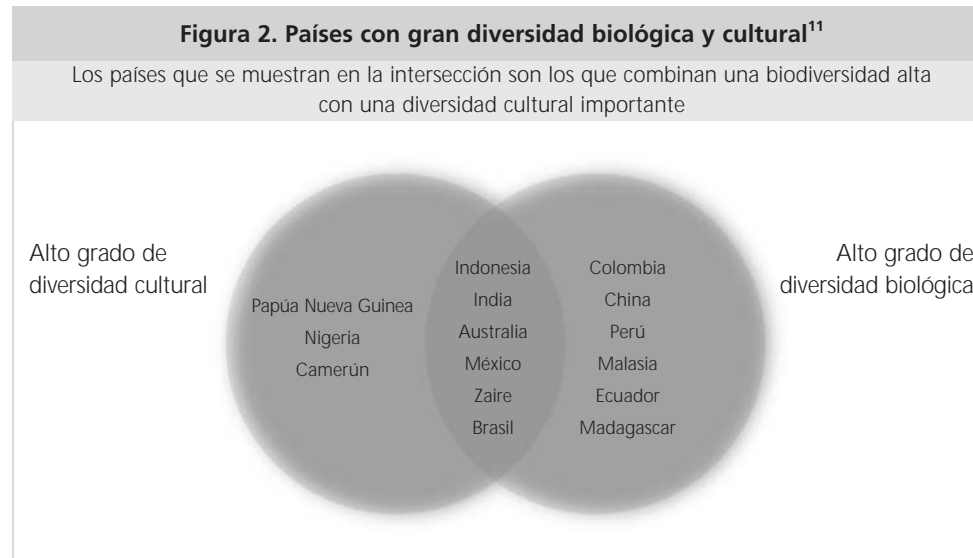 Figura 2. Países con gran diversidad biológica y cultural11
Los países que se muestran en la intersección son los que combinan una biodiversidad alta
con una diversidad cultural importante
Alto grado de
diversidad cultural
Papúa Nueva Guinea
Nigeria
Camerún
Indonesia
India
Australia
México
Zaire
Brasil
Colombia
China
Perú
Malasia
Ecuador
Madagascar
Alto grado de
diversidad biológica